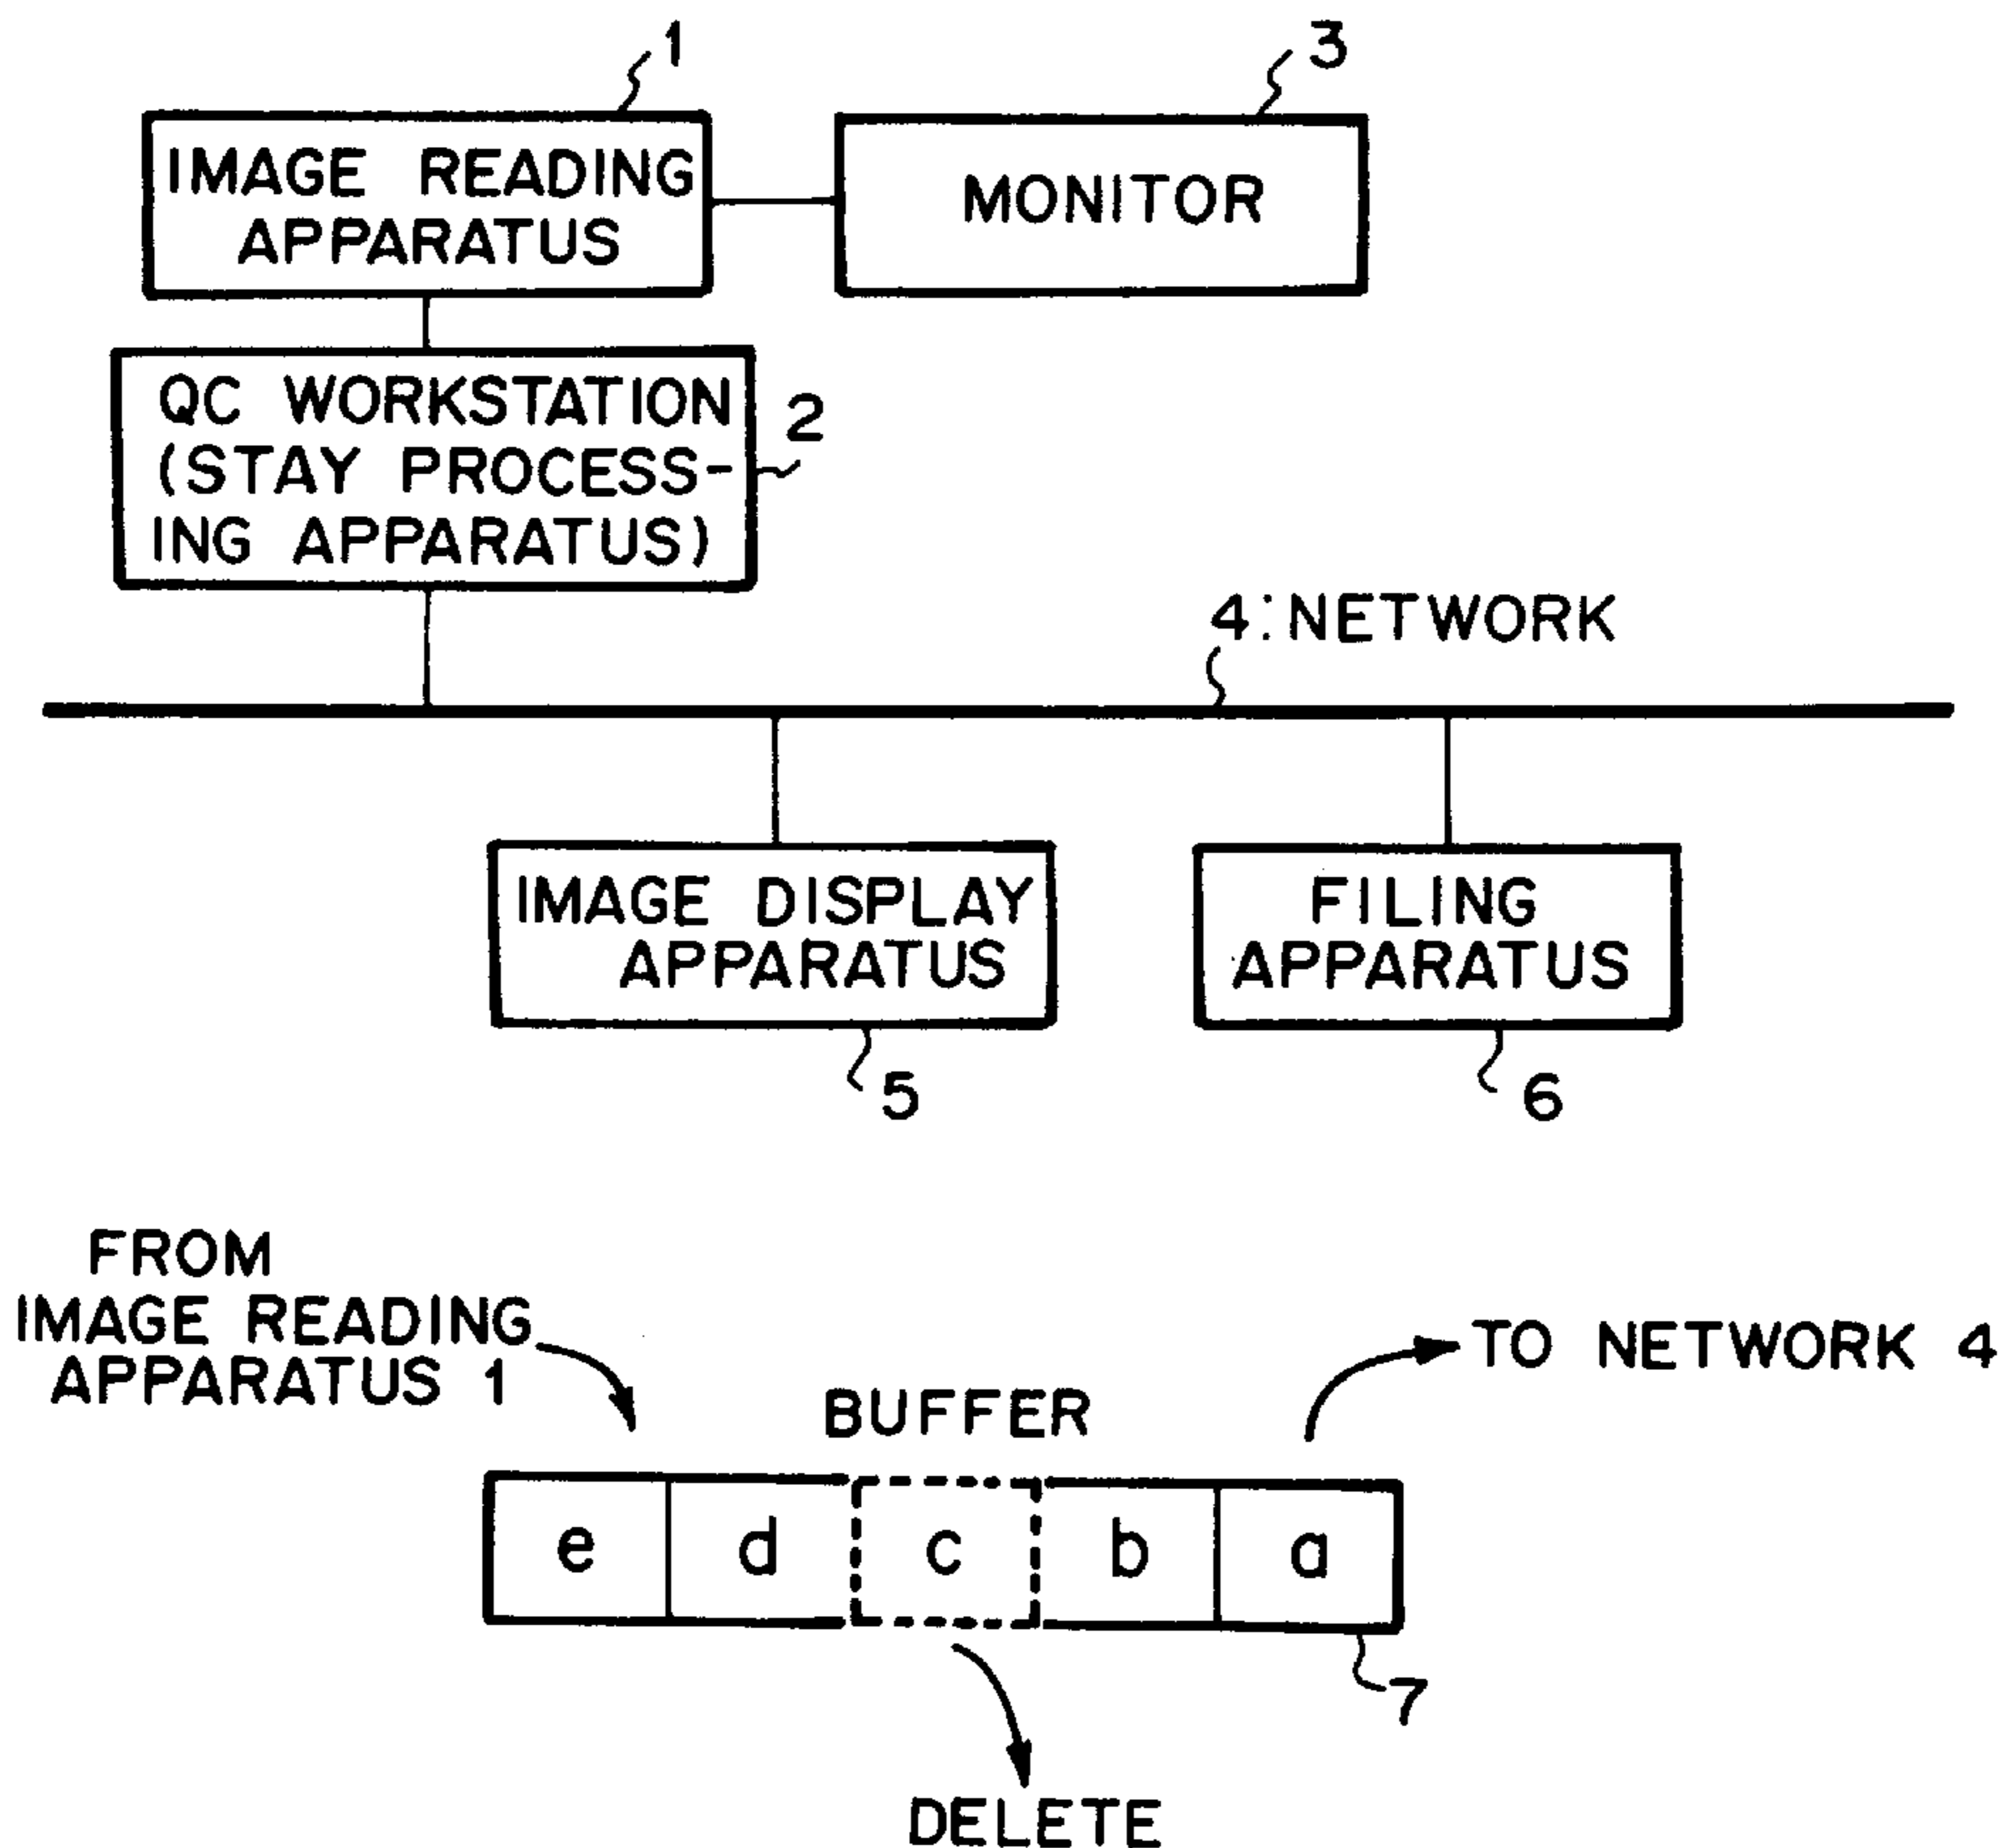 1
3
IMAGE READING
APPARATUS
MONITOR
QC WORKSTATION
(STAY PROCESS-
ING APPARATUS)
2
4:NETWORK
IMAGE DISPLAY
APPARATUS
FILING
APPARATUS
5
6
FROM
IMAGE READING
APPARATUS 1
TO NETWORK 4
BUFFER
e d c b a
7
DELETE